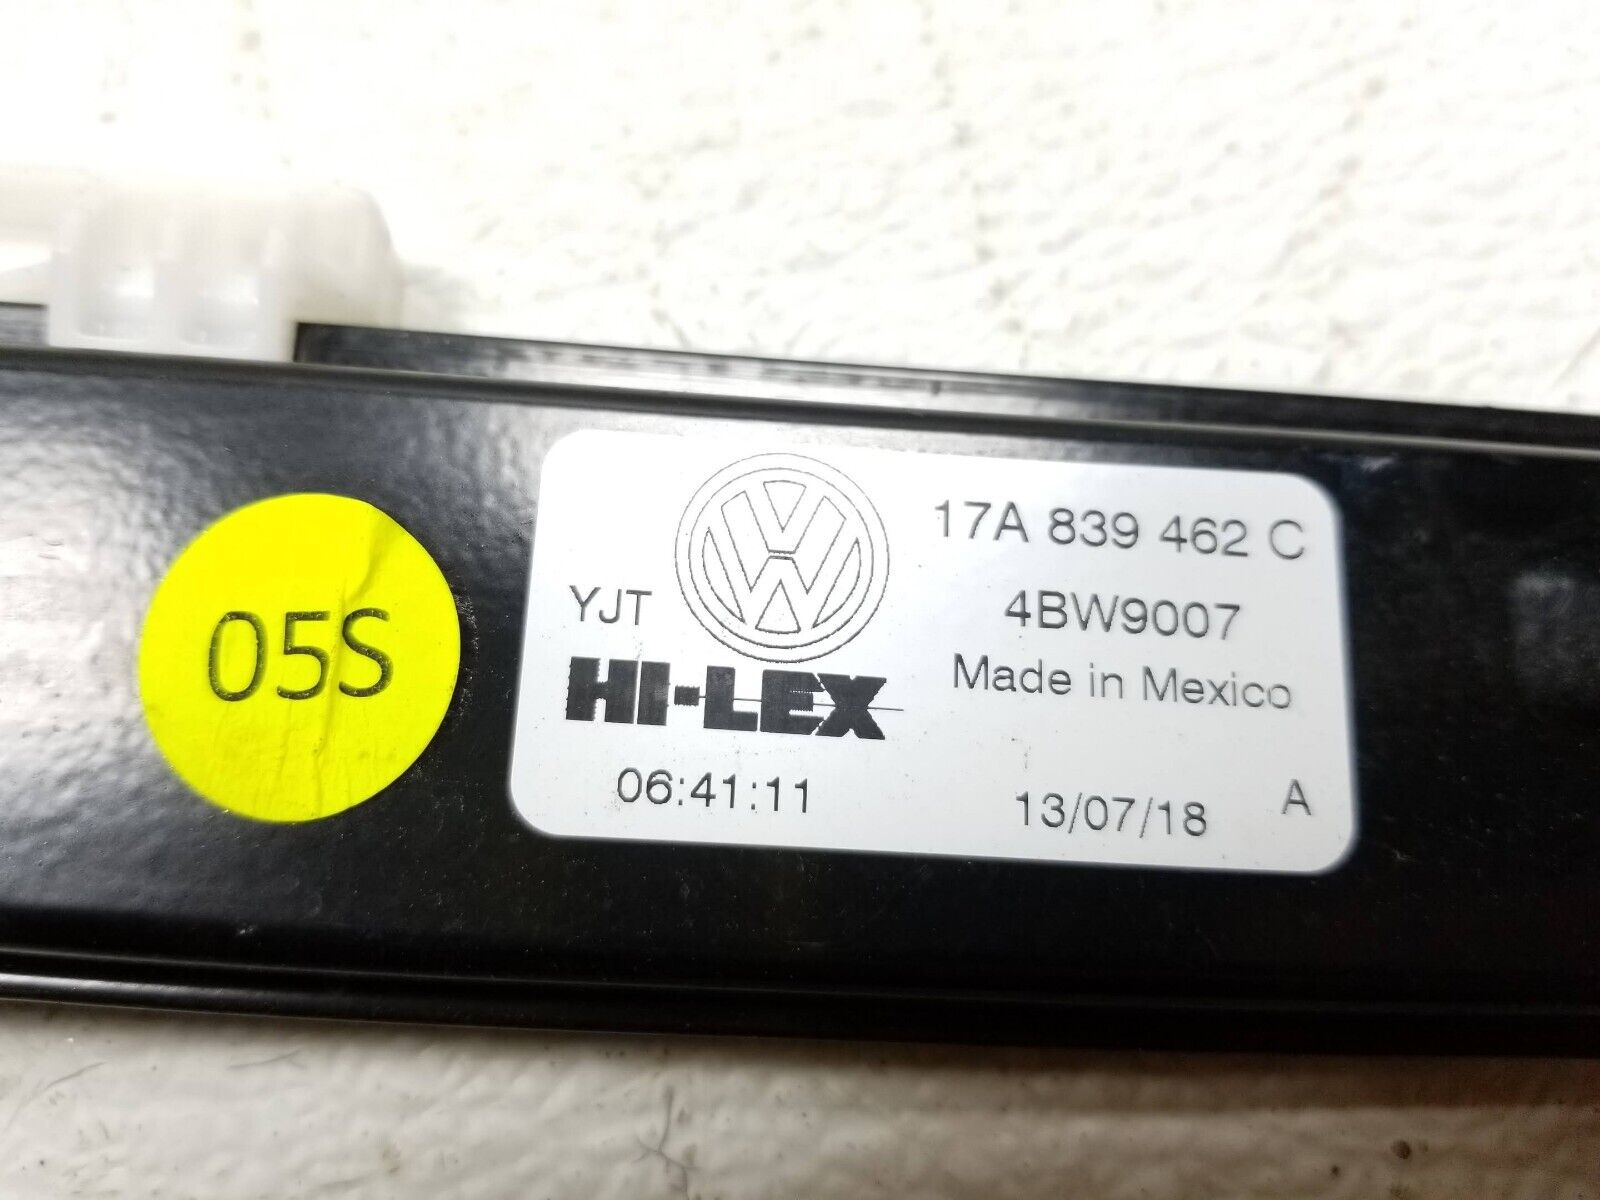 05S
17A 839 462 C
YJT
4BW9007
HI-LEX
Made in Mexico
06:41:11
13/07/18
A